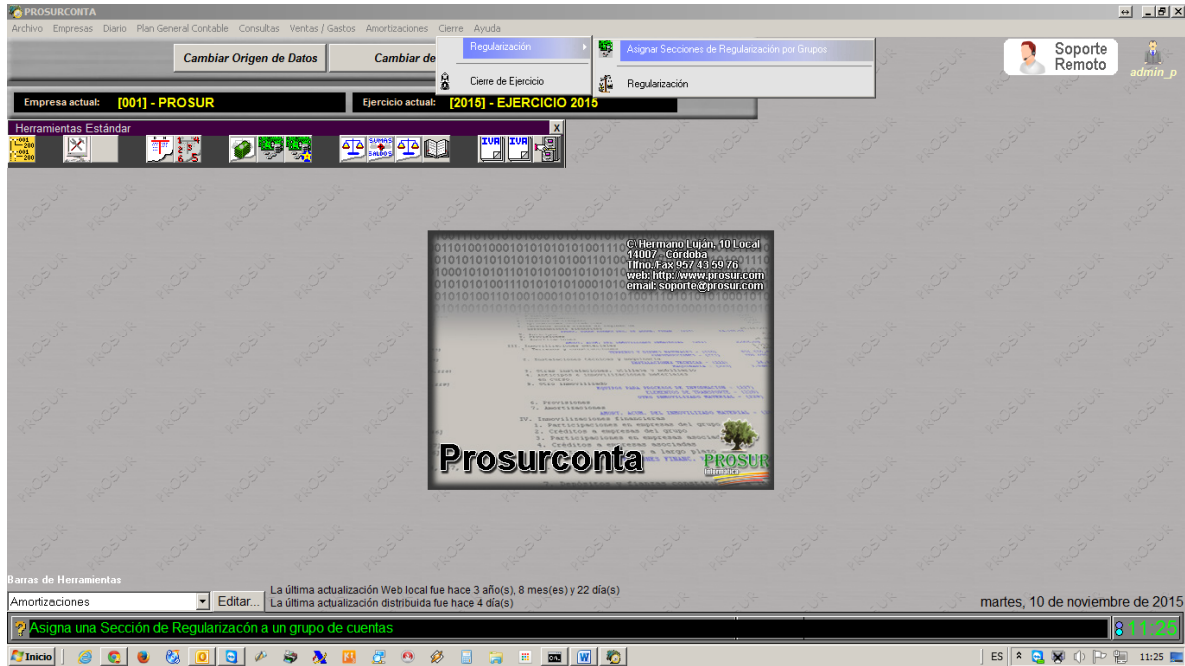 PROSURCONTA
Archivo Empresas Diario Plan General Contable Consultas Ventas / Gastos Amortizaciones Cierre Ayuda
Cambiar Origen de Datos
Cambiar de
Regularización
Cierre de Ejercicio
Asignar Secciones de Regularización por Grupos
Regularización
Soporte
Remoto
admin_p
Empresa actual: [001] - PROSUR
Ejercicio actual: [2015] - EJERCICIO 2015
Herramientas Estándar
SUMAS
SALDOS
IVA
IVA
C\Hermano Luján, 10 Local
14007 - Córdoba
Tlfno./Fax 957 43 59 76
web: http://www.prosur.com
email: soporte@prosur.com
Prosurconta
PROSUR
informatica
Barras de Herramientas
Amortizaciones
Editar...
La última actualización Web local fue hace 3 año(s), 8 mes(es) y 22 día(s)
La última actualización distribuida fue hace 4 día(s)
martes, 10 de noviembre de 2015
Asigna una Sección de Regularizacón a un grupo de cuentas
11:25
Inicio
ES
11:25